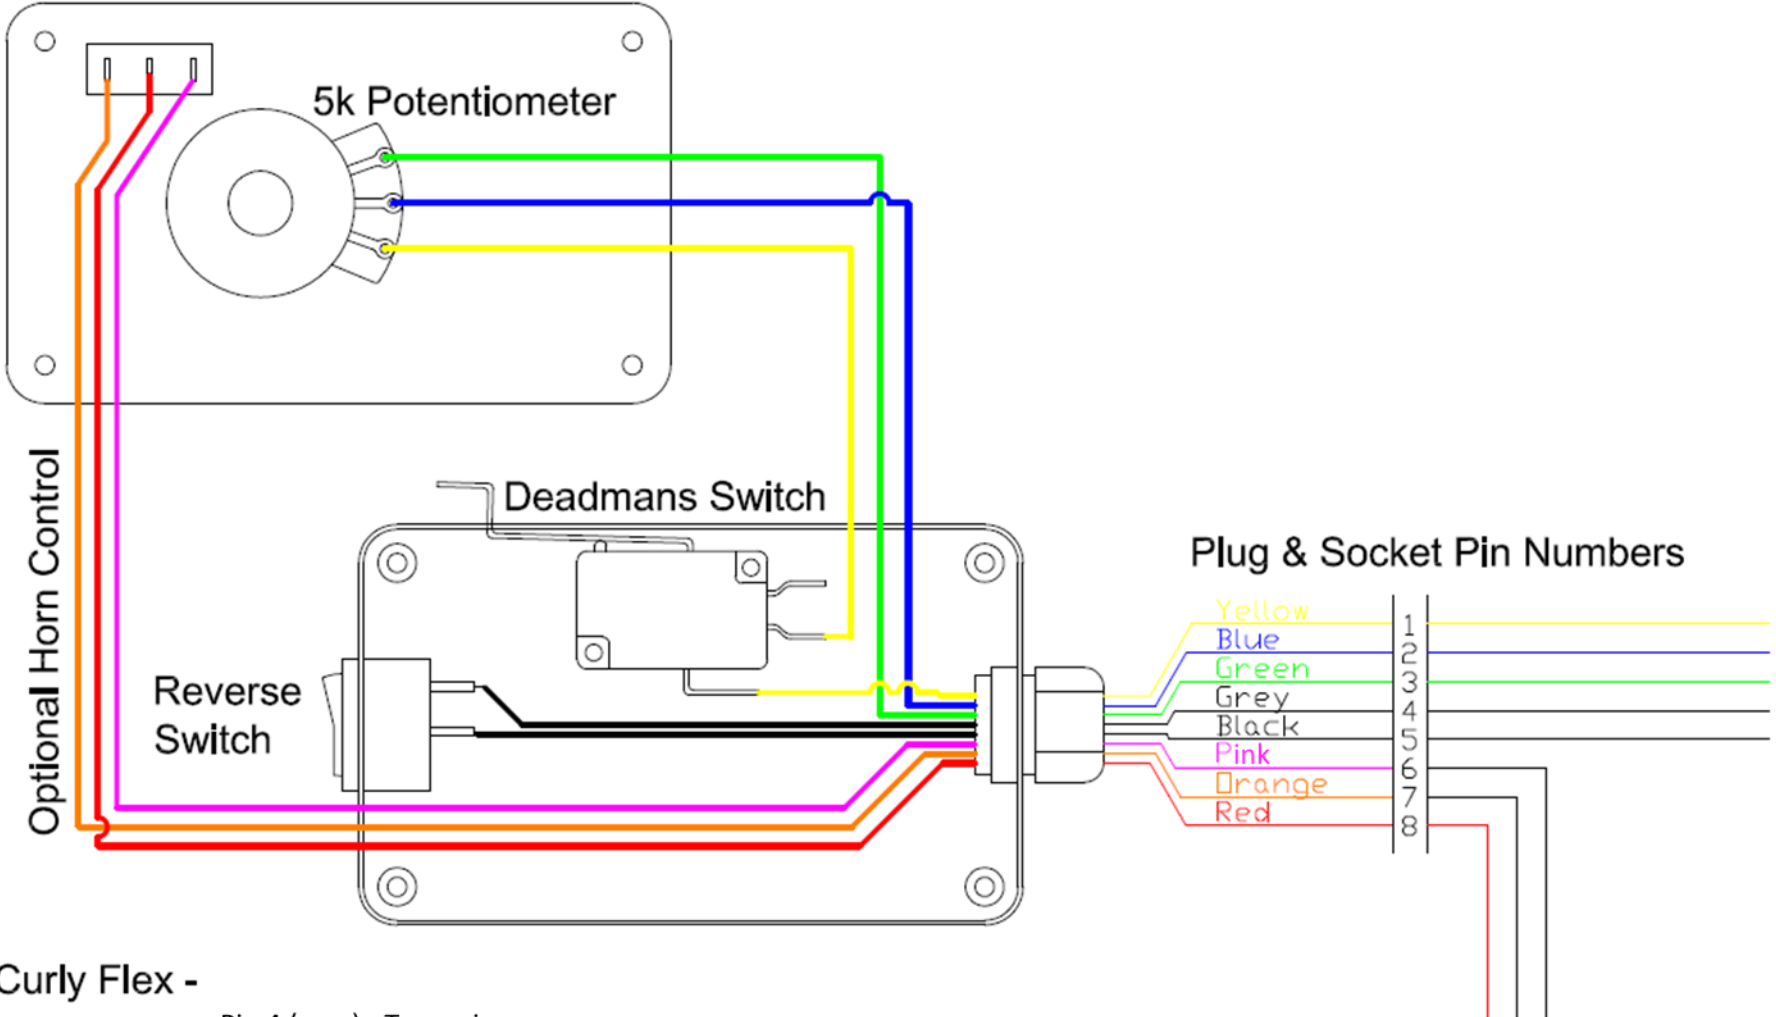 5k Potentiometer
Optional Horn Control
Deadmans Switch
Reverse
Switch
Plug & Socket Pin Numbers
Yellow 1
Blue 2
Green 3
Grey 4
Black 5
Pink 6
Orange 7
Red 8
Curly Flex -